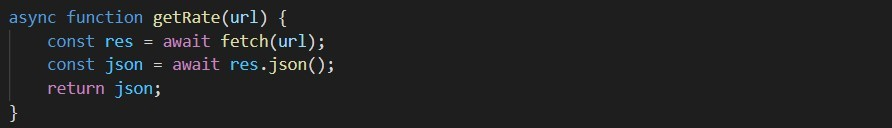 async function getRate(url) {
    const res = await fetch(url);
    const json = await res.json();
    return json;
}